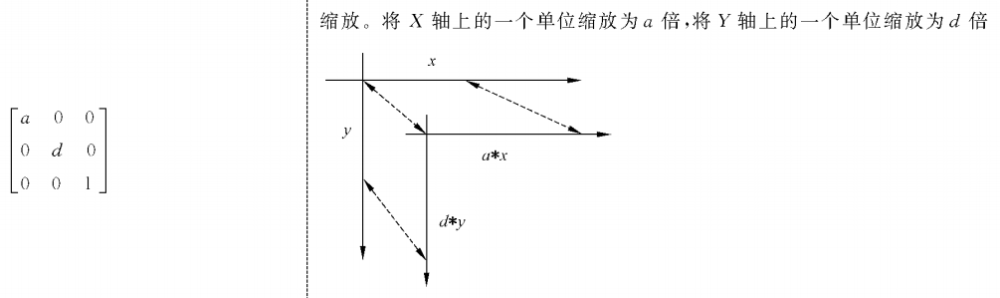 缩放。将 X 轴上的一个单位缩放为 a 倍,将 Y 轴上的一个单位缩放为 d 倍
x
a 0 0
0 d 0
0 0 1
y
a*x
d*y